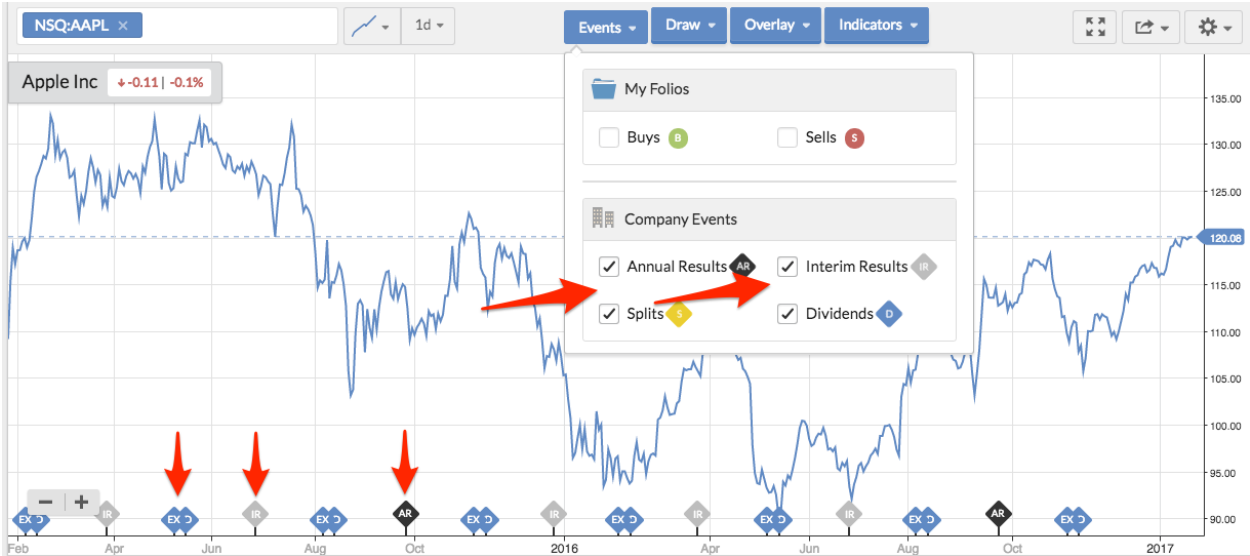 NSQ:AAPL × 1d Events Draw Overlay Indicators
Apple Inc -0.11 | -0.1%
My Folios
Buys B Sells S
Company Events
Annual Results AR Interim Results IR
Splits S Dividends D
135.00
130.00
125.00
120.08
115.00
110.00
105.00
100.00
95.00
90.00
− +
EX D IR EX D IR EX D AR EX D IR EX D IR EX D IR EX D AR EX D
Feb Apr Jun Aug Oct 2016 Apr Jun Aug Oct 2017